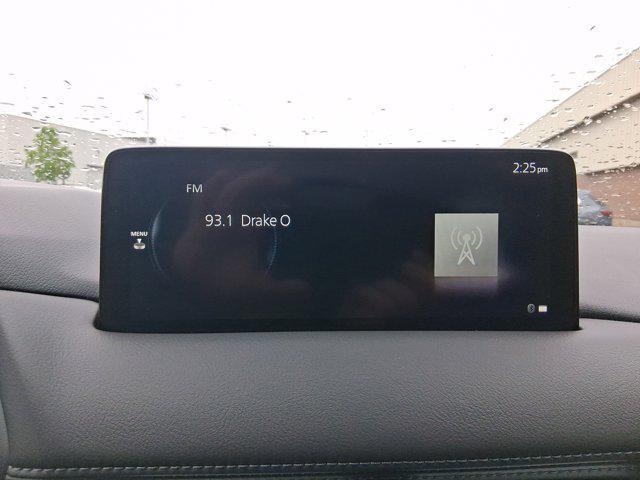 2:25pm
FM
93.1 Drake O
MENU